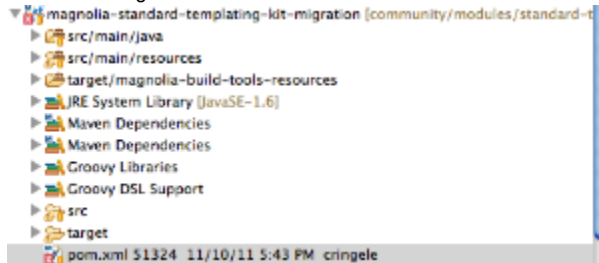 magnolia-standard-templating-kit-migration [community/modules/standard-t
src/main/java
src/main/resources
target/magnolia-build-tools-resources
JRE System Library [JavaSE-1.6]
Maven Dependencies
Maven Dependencies
Groovy Libraries
Groovy DSL Support
src
target
pom.xml 51324 11/10/11 5:43 PM cringele